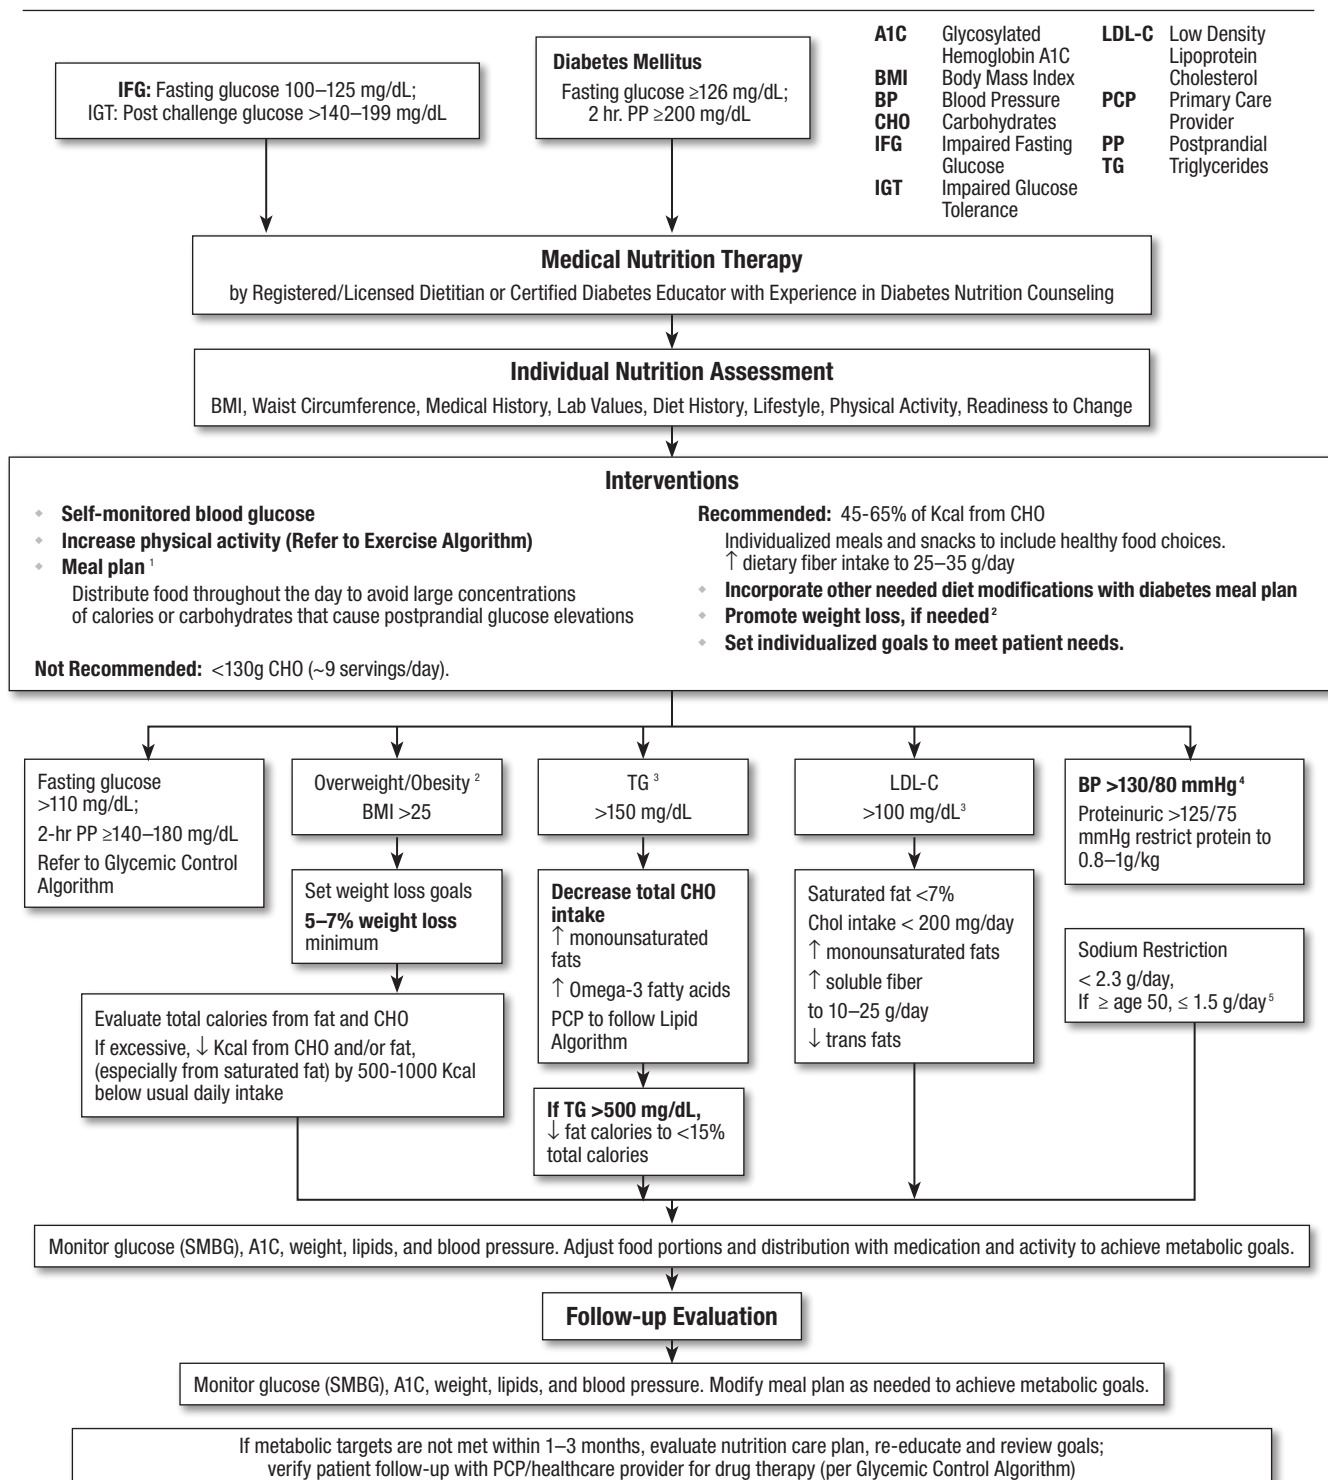 IFG: Fasting glucose 100–125 mg/dL;
IGT: Post challenge glucose >140–199 mg/dL
Diabetes Mellitus
Fasting glucose ≥126 mg/dL;
2 hr. PP ≥200 mg/dL
A1C Glycosylated
Hemoglobin A1C
BMI Body Mass Index
BP Blood Pressure
CHO Carbohydrates
IFG Impaired Fasting
Glucose
IGT Impaired Glucose
Tolerance
LDL-C Low Density
Lipoprotein
Cholesterol
PCP Primary Care
Provider
PP Postprandial
TG Triglycerides
Medical Nutrition Therapy
by Registered/Licensed Dietitian or Certified Diabetes Educator with Experience in Diabetes Nutrition Counseling
Individual Nutrition Assessment
BMI, Waist Circumference, Medical History, Lab Values, Diet History, Lifestyle, Physical Activity, Readiness to Change
Interventions
◆ Self-monitored blood glucose
◆ Increase physical activity (Refer to Exercise Algorithm)
◆ Meal plan 1
Distribute food throughout the day to avoid large concentrations
of calories or carbohydrates that cause postprandial glucose elevations
Not Recommended: <130g CHO (~9 servings/day).
Recommended: 45-65% of Kcal from CHO
Individualized meals and snacks to include healthy food choices.
↑ dietary fiber intake to 25–35 g/day
◆ Incorporate other needed diet modifications with diabetes meal plan
◆ Promote weight loss, if needed 2
◆ Set individualized goals to meet patient needs.
Fasting glucose
>110 mg/dL;
2-hr PP ≥140–180 mg/dL
Refer to Glycemic Control
Algorithm
Overweight/Obesity 2
BMI >25
Set weight loss goals
5–7% weight loss
minimum
Evaluate total calories from fat and CHO
If excessive, ↓ Kcal from CHO and/or fat,
(especially from saturated fat) by 500-1000 Kcal
below usual daily intake
TG 3
>150 mg/dL
Decrease total CHO
intake
↑ monounsaturated
fats
↑ Omega-3 fatty acids
PCP to follow Lipid
Algorithm
If TG >500 mg/dL,
↓ fat calories to <15%
total calories
LDL-C
>100 mg/dL3
Saturated fat <7%
Chol intake < 200 mg/day
↑ monounsaturated fats
↑ soluble fiber
to 10–25 g/day
↓ trans fats
BP >130/80 mmHg 4
Proteinuric >125/75
mmHg restrict protein to
0.8–1g/kg
Sodium Restriction
< 2.3 g/day,
If ≥ age 50, ≤ 1.5 g/day 5
Monitor glucose (SMBG), A1C, weight, lipids, and blood pressure. Adjust food portions and distribution with medication and activity to achieve metabolic goals.
Follow-up Evaluation
Monitor glucose (SMBG), A1C, weight, lipids, and blood pressure. Modify meal plan as needed to achieve metabolic goals.
If metabolic targets are not met within 1–3 months, evaluate nutrition care plan, re-educate and review goals;
verify patient follow-up with PCP/healthcare provider for drug therapy (per Glycemic Control Algorithm)